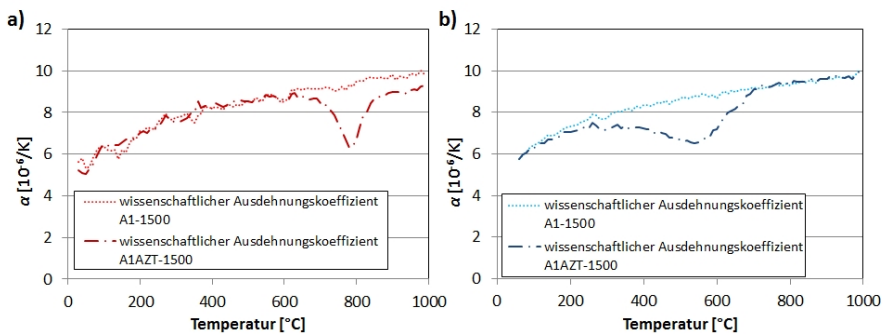 a)
12
10
8
6
4
2
0
α [10⁻⁶/K]
wissenschaftlicher Ausdehnungskoeffizient
A1-1500
wissenschaftlicher Ausdehnungskoeffizient
A1AZT-1500
0 200 400 600 800 1000
Temperatur [°C]
b)
12
10
8
6
4
2
0
α [10⁻⁶/K]
wissenschaftlicher Ausdehnungskoeffizient
A1-1500
wissenschaftlicher Ausdehnungskoeffizient
A1AZT-1500
0 200 400 600 800 1000
Temperatur [°C]